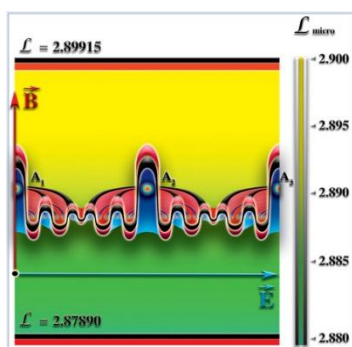 ℒ micro
ℒ = 2.89915
2.900
B
2.895
A₁
A₂
A₃
2.890
2.885
E
ℒ = 2.87890
2.880